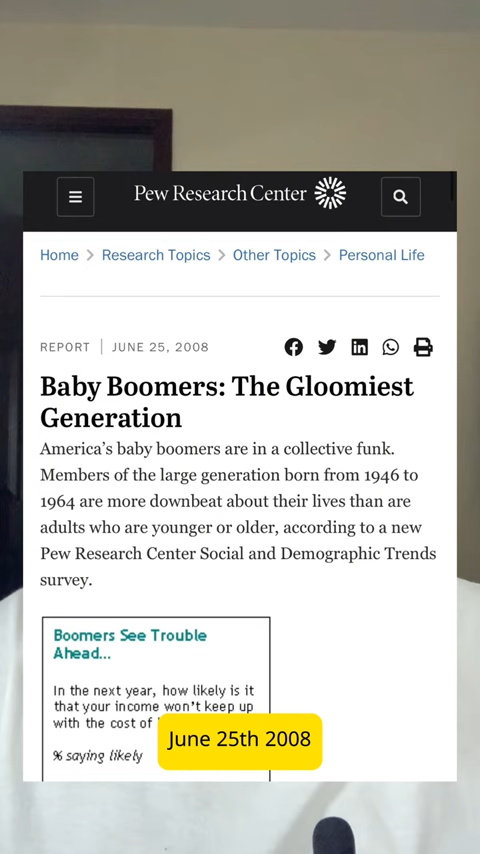 Pew Research Center
Home > Research Topics > Other Topics > Personal Life
REPORT | JUNE 25, 2008
Baby Boomers: The Gloomiest
Generation
America's baby boomers are in a collective funk.
Members of the large generation born from 1946 to
1964 are more downbeat about their lives than are
adults who are younger or older, according to a new
Pew Research Center Social and Demographic Trends
survey.
Boomers See Trouble
Ahead...
In the next year, how likely is it
that your income won't keep up
with the cost of
% saying likely
June 25th 2008